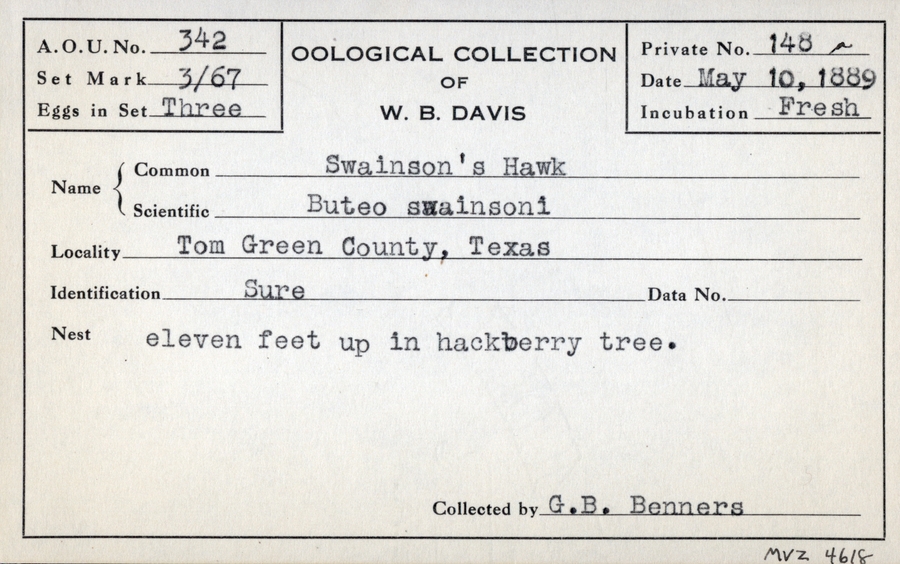 A.O.U. No. 342
Set Mark 3/67
Eggs in Set Three
OOLOGICAL COLLECTION
OF
W. B. DAVIS
Private No. 148 a
Date May 10, 1889
Incubation Fresh
Name
Common Swainson's Hawk
Scientific Buteo swainsoni
Locality Tom Green County, Texas
Identification Sure Data No.
Nest eleven feet up in hackberry tree.
Collected by G.B. Benners
MVZ 4618